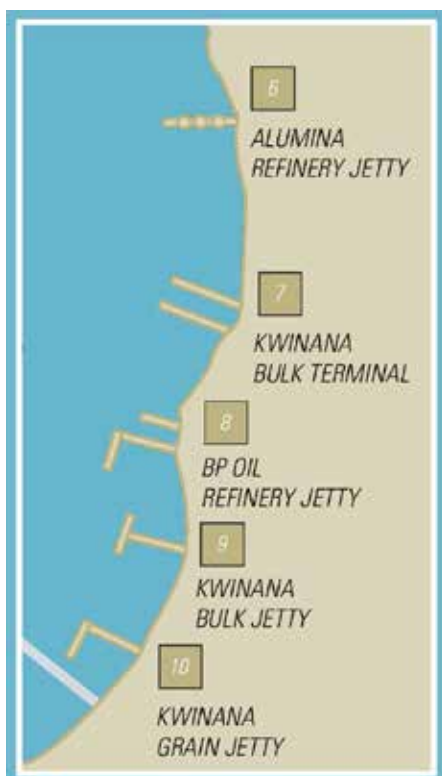 6
ALUMINA
REFINERY JETTY
7
KWINANA
BULK TERMINAL
8
BP OIL
REFINERY JETTY
9
KWINANA
BULK JETTY
10
KWINANA
GRAIN JETTY